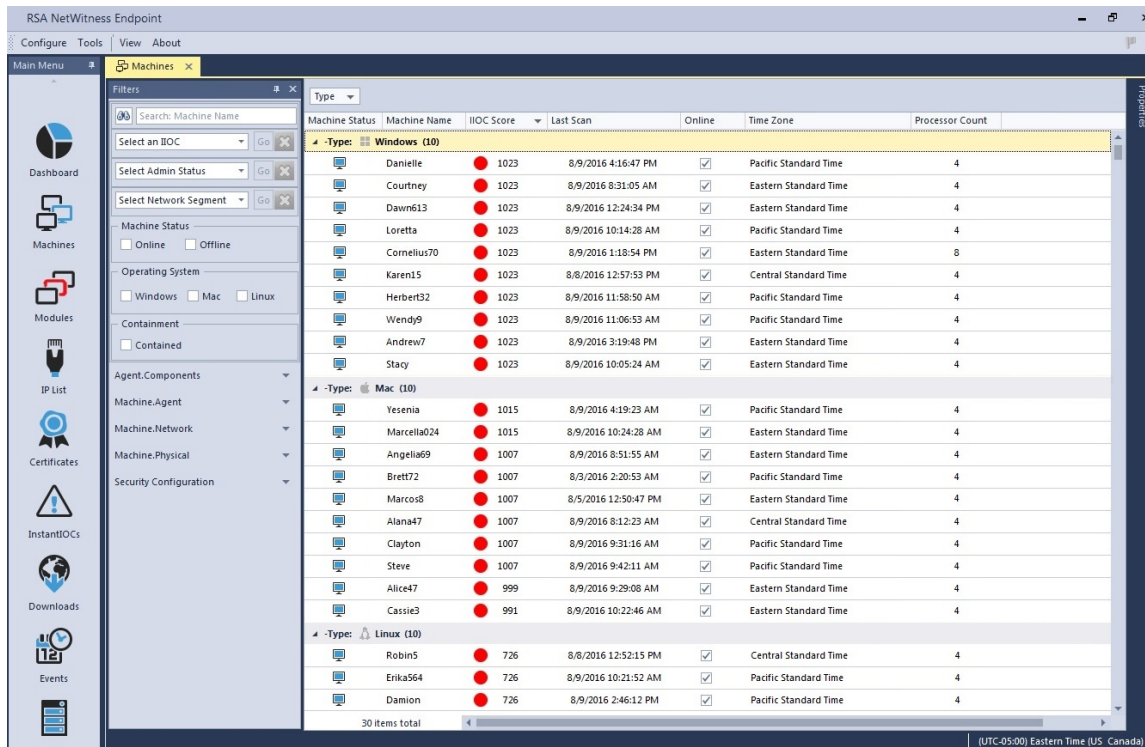 RSA NetWitness Endpoint
Configure Tools View About
Main Menu
Machines
Filters
Search: Machine Name
Select an IIOC Go
Select Admin Status Go
Select Network Segment Go
Machine Status
Online Offline
Operating System
Windows Mac Linux
Containment
Contained
Agent.Components
Machine.Agent
Machine.Network
Machine.Physical
Security Configuration
Dashboard
Machines
Modules
IP List
Certificates
InstantIOCs
Downloads
12
Events
Type
Machine Status Machine Name IIOC Score Last Scan Online Time Zone Processor Count
-Type: Windows (10)
Danielle 1023 8/9/2016 4:16:47 PM Pacific Standard Time 4
Courtney 1023 8/9/2016 8:31:05 AM Eastern Standard Time 4
Dawn613 1023 8/9/2016 12:24:34 PM Eastern Standard Time 4
Loretta 1023 8/9/2016 10:14:28 AM Pacific Standard Time 4
Cornelius70 1023 8/9/2016 1:18:54 PM Eastern Standard Time 8
Karen15 1023 8/8/2016 12:57:53 PM Central Standard Time 4
Herbert32 1023 8/9/2016 11:58:50 AM Pacific Standard Time 4
Wendy9 1023 8/9/2016 11:06:53 AM Pacific Standard Time 4
Andrew7 1023 8/9/2016 3:19:48 PM Eastern Standard Time 4
Stacy 1023 8/9/2016 10:05:24 AM Eastern Standard Time 4
-Type: Mac (10)
Yesenia 1015 8/9/2016 4:19:23 AM Pacific Standard Time 4
Marcella024 1015 8/9/2016 10:24:28 AM Eastern Standard Time 4
Angelia69 1007 8/9/2016 8:51:55 AM Eastern Standard Time 4
Brett72 1007 8/3/2016 2:20:53 AM Pacific Standard Time 4
Marcos8 1007 8/5/2016 12:50:47 PM Eastern Standard Time 4
Alana47 1007 8/9/2016 8:12:23 AM Central Standard Time 4
Clayton 1007 8/9/2016 9:31:16 AM Pacific Standard Time 4
Steve 1007 8/9/2016 9:42:11 AM Pacific Standard Time 4
Alice47 999 8/9/2016 9:29:08 AM Eastern Standard Time 4
Cassie3 991 8/9/2016 10:22:46 AM Eastern Standard Time 4
-Type: Linux (10)
Robin5 726 8/8/2016 12:52:15 PM Central Standard Time 4
Erika564 726 8/9/2016 10:21:52 AM Pacific Standard Time 4
Damion 726 8/9/2016 2:46:12 PM Pacific Standard Time 4
30 items total
Properties
(UTC-05:00) Eastern Time (US Canada)